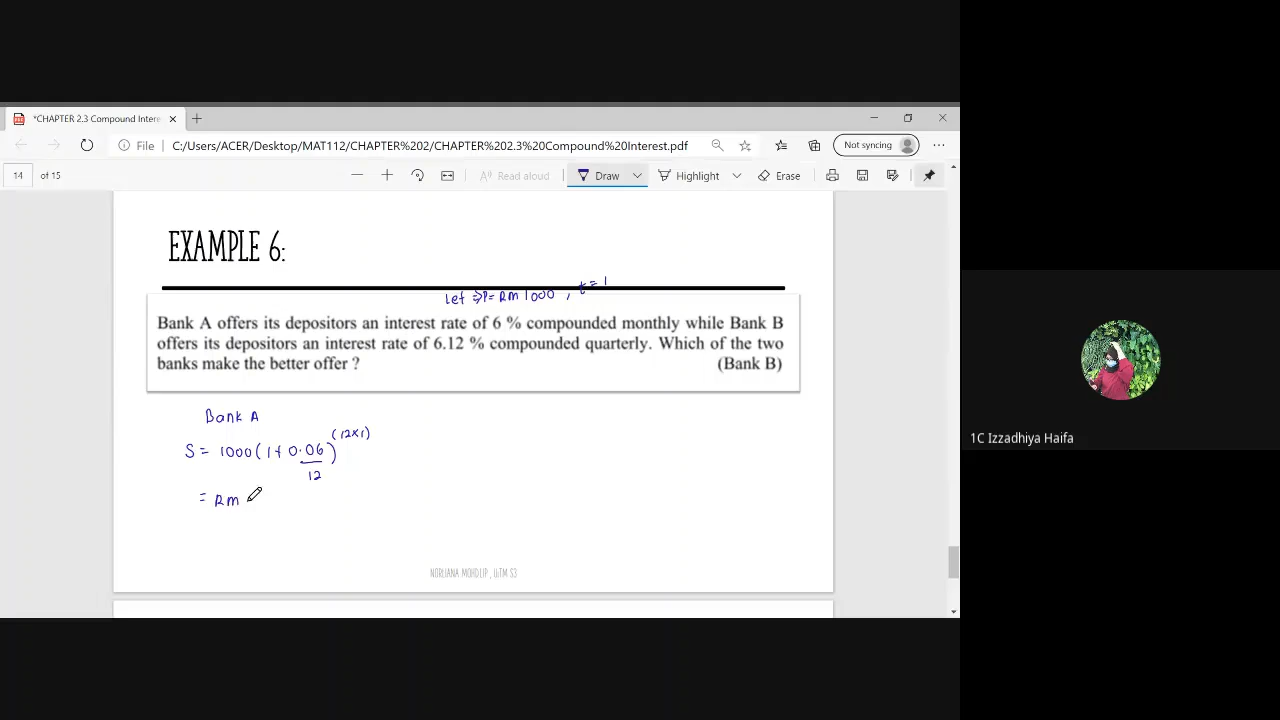 *CHAPTER 2.3 Compound Intere
File | C:/Users/ACER/Desktop/MAT112/CHAPTER%202/CHAPTER%202.3%20Compound%20Interest.pdf
Not syncing
14 of 15
Read aloud
Draw
Highlight
Erase
EXAMPLE 6:
Let ⇒ P = RM 1000 , t = 1
Bank A offers its depositors an interest rate of 6 % compounded monthly while Bank B
offers its depositors an interest rate of 6.12 % compounded quarterly. Which of the two
banks make the better offer ?
(Bank B)
Bank A
S = 1000 ( 1 + 0.06 / 12 ) (12×1)
= RM
NORLIANA MOHD LIP , UiTM S3
1C Izzadhiya Haifa